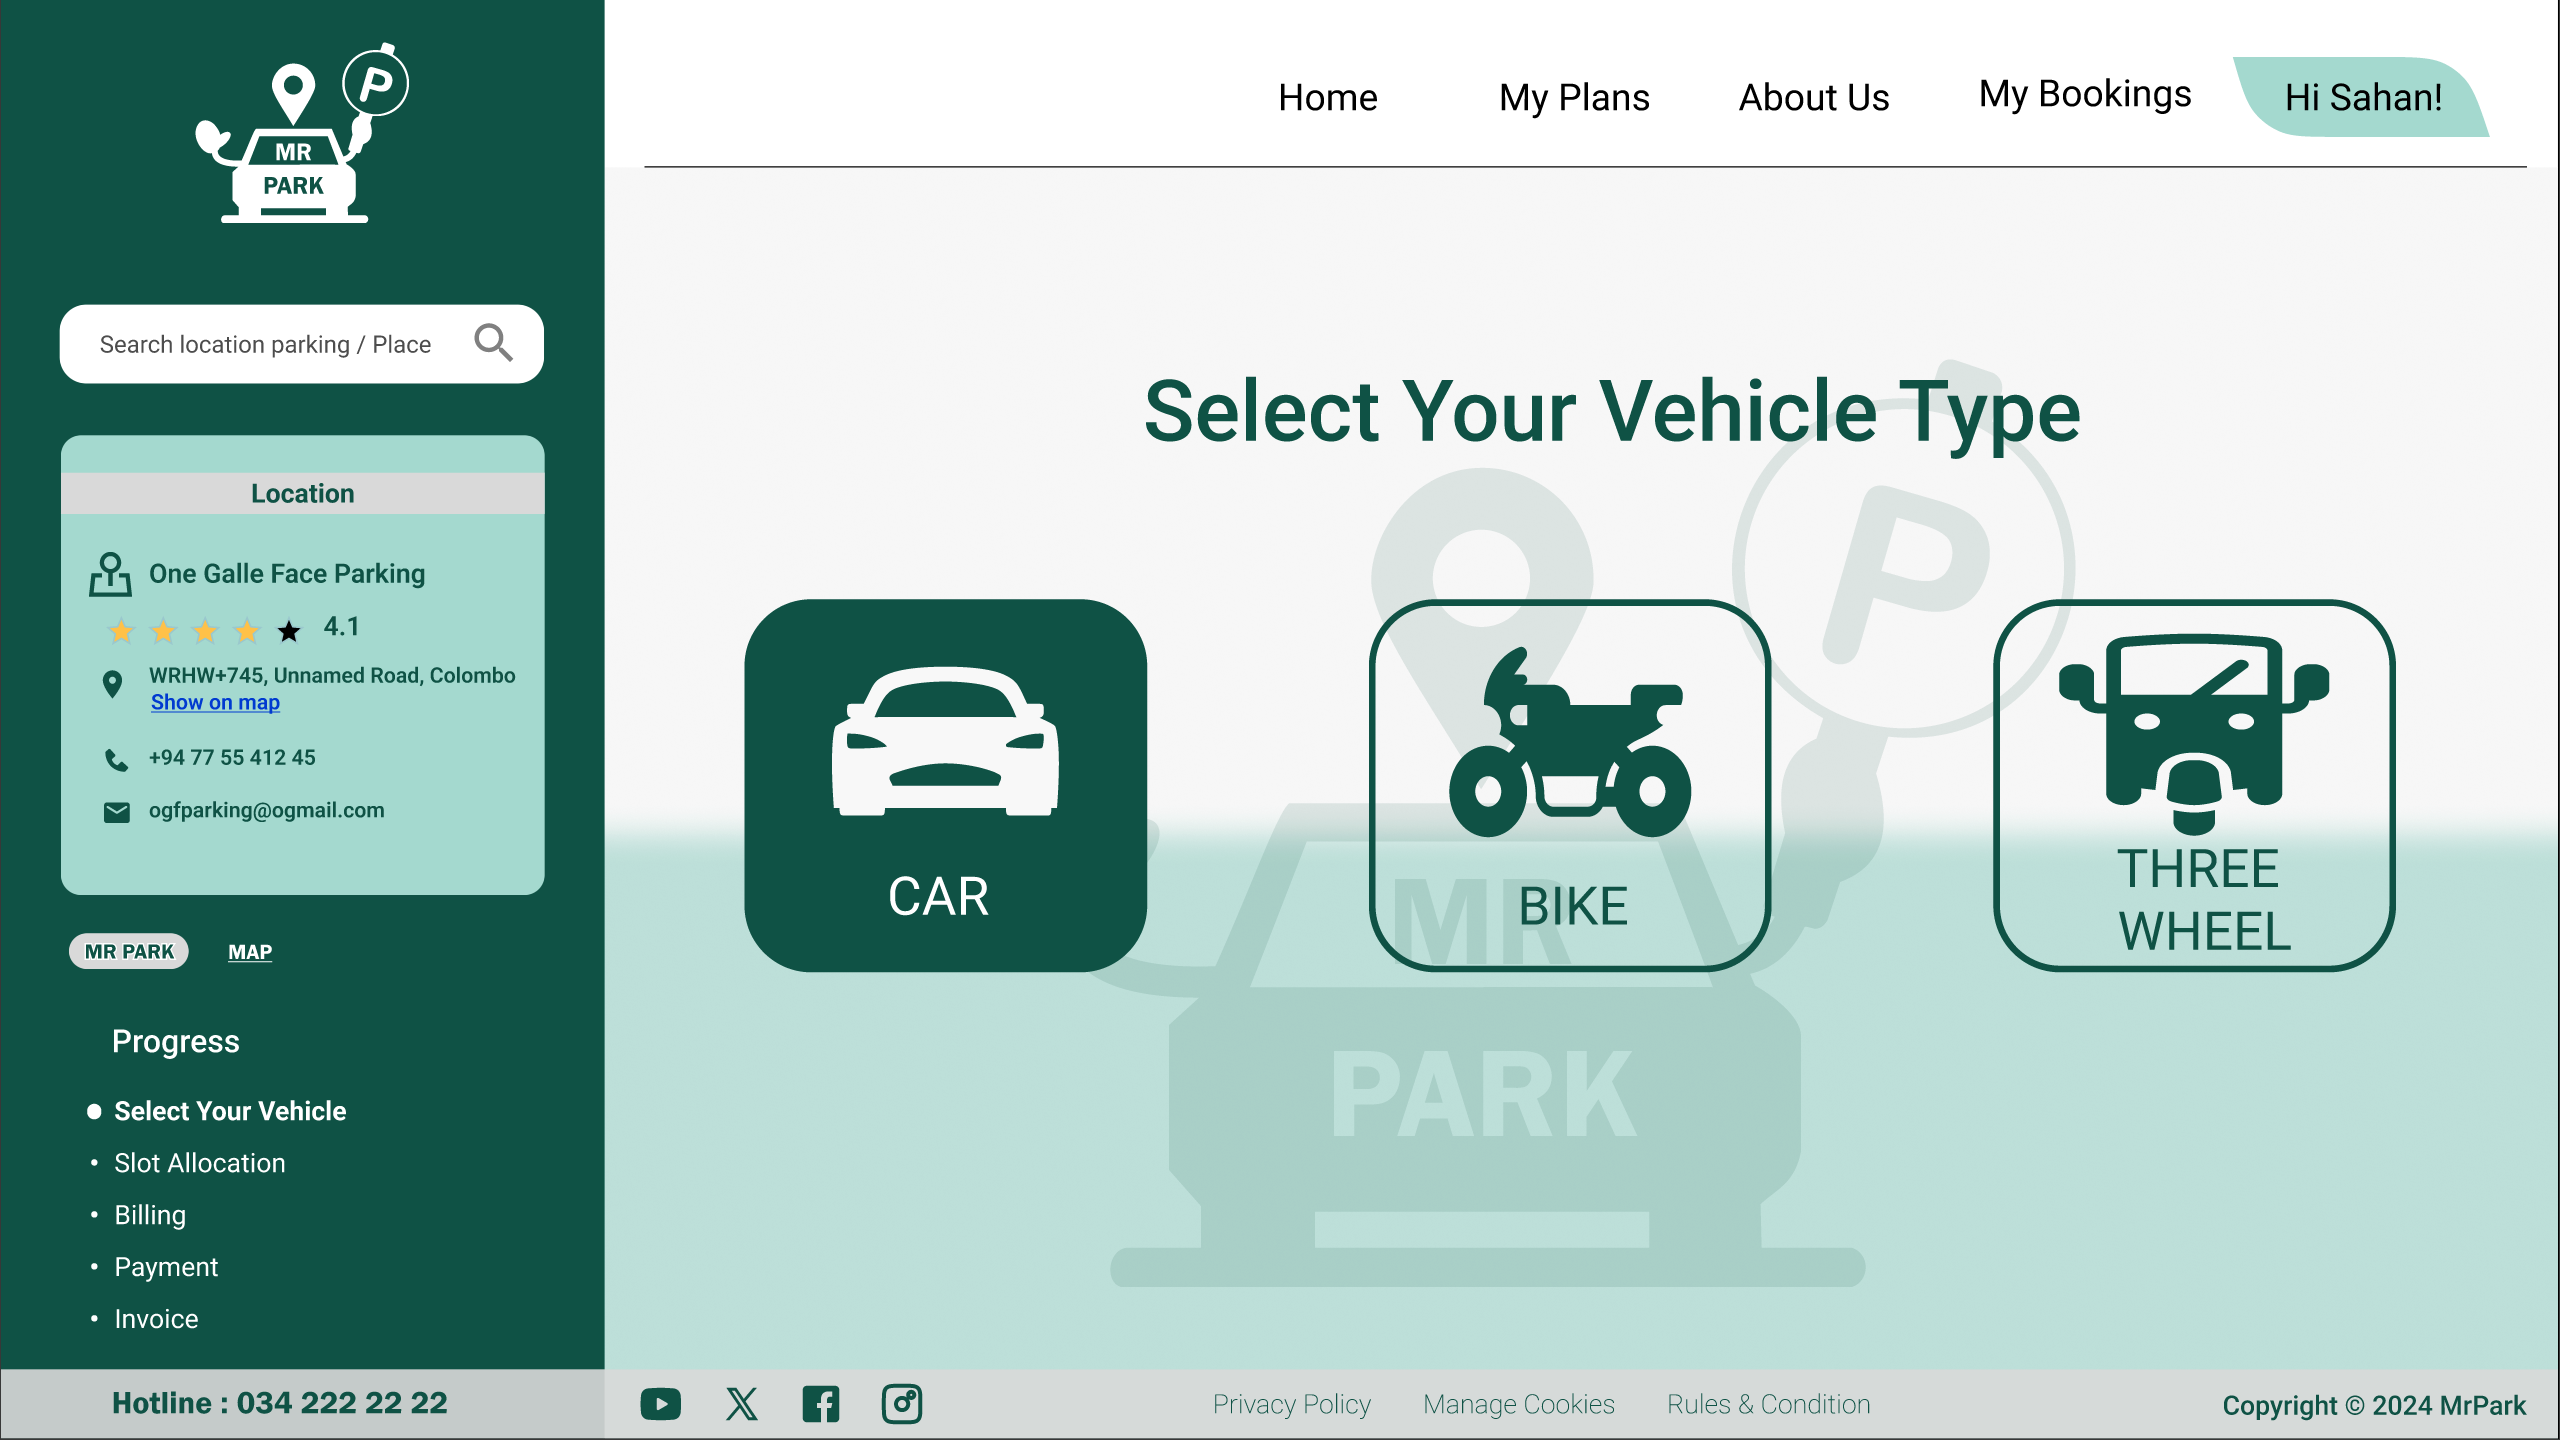 P
MR
PARK
Home
My Plans
About Us
My Bookings
Hi Sahan!
Search location parking / Place
Location
One Galle Face Parking
4.1
WRHW+745, Unnamed Road, Colombo
Show on map
+94 77 55 412 45
ogfparking@ogmail.com
MR PARK
MAP
Progress
• Select Your Vehicle
• Slot Allocation
• Billing
• Payment
• Invoice
Hotline : 034 222 22 22
Select Your Vehicle Type
P
CAR
BIKE
THREE
WHEEL
MR
PARK
Privacy Policy
Manage Cookies
Rules & Condition
Copyright © 2024 MrPark